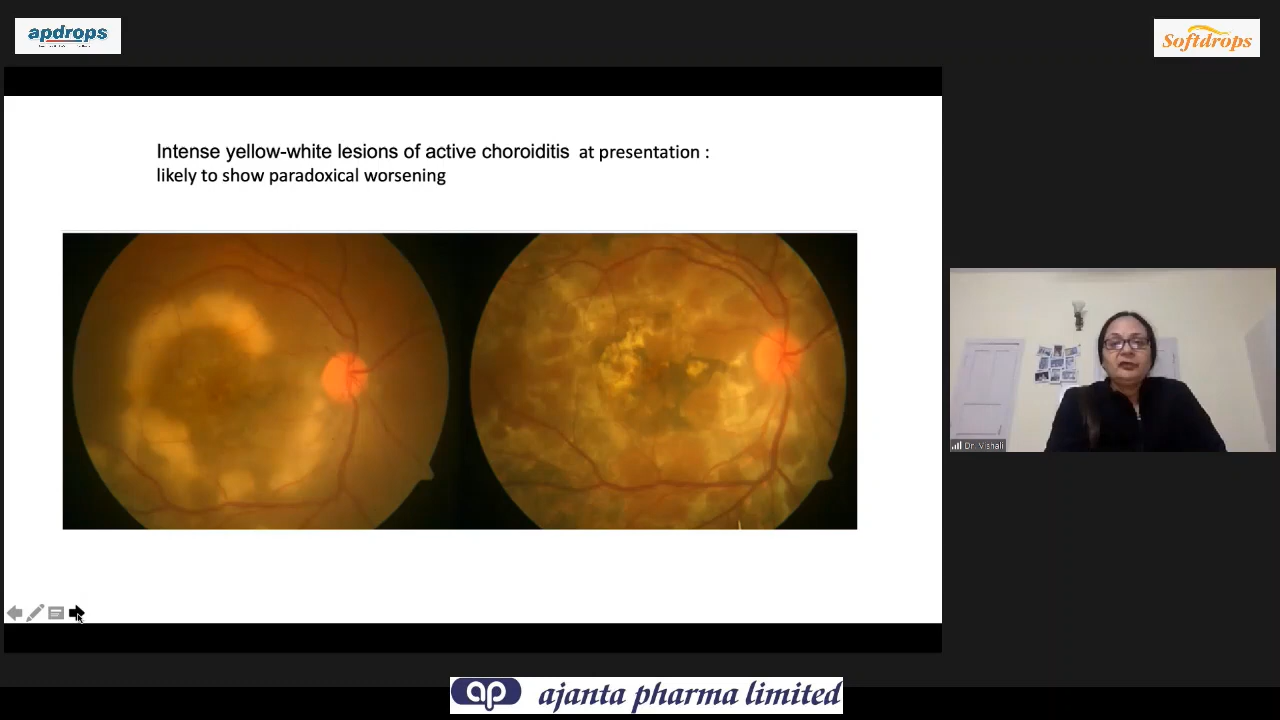 apdrops
Softdrops
Intense yellow-white lesions of active choroiditis at presentation :
likely to show paradoxical worsening
Dr. Vishali
ap ajanta pharma limited